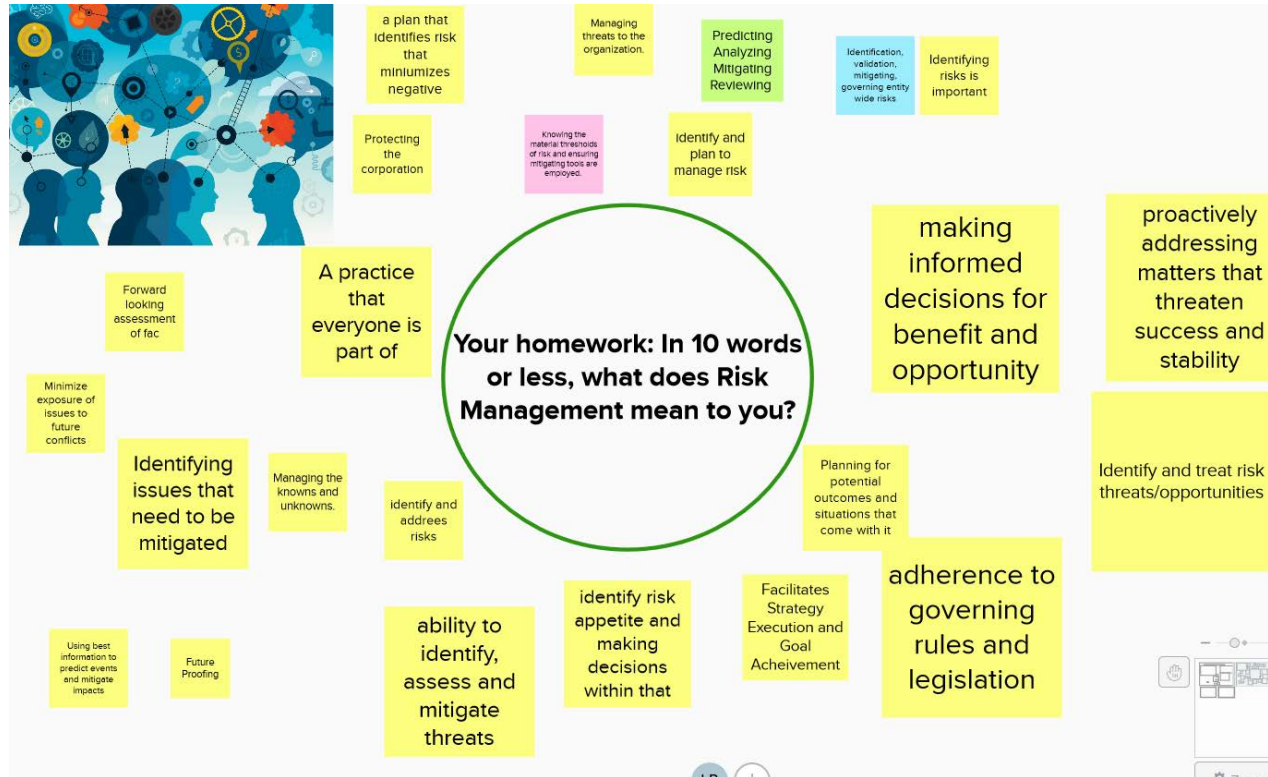 a plan that
identifies risk
that
miniumizes
negative
Managing
threats to the
organization.
Predicting
Analyzing
Mitigating
Reviewing
Identification,
validation,
mitigating,
governing entity
wide risks
Identifying
risks is
important
Protecting
the
corporation
Knowing the
material thresholds
of risk and ensuring
mitigating tools are
employed.
identify and
plan to
manage risk
making
informed
decisions for
benefit and
opportunity
proactively
addressing
matters that
threaten
success and
stability
Forward
looking
assessment
of fac
A practice
that
everyone is
part of
Your homework: In 10 words
or less, what does Risk
Management mean to you?
Minimize
exposure of
issues to
future
conflicts
Identifying
issues that
need to be
mitigated
Managing the
knowns and
unknowns.
identify and
addrees
risks
Planning for
potential
outcomes and
situations that
come with it
Identify and treat risk
threats/opportunities
Using best
information to
predict events
and mitigate
impacts
Future
Proofing
ability to
identify,
assess and
mitigate
threats
identify risk
appetite and
making
decisions
within that
Facilitates
Strategy
Execution and
Goal
Acheivement
adherence to
governing
rules and
legislation